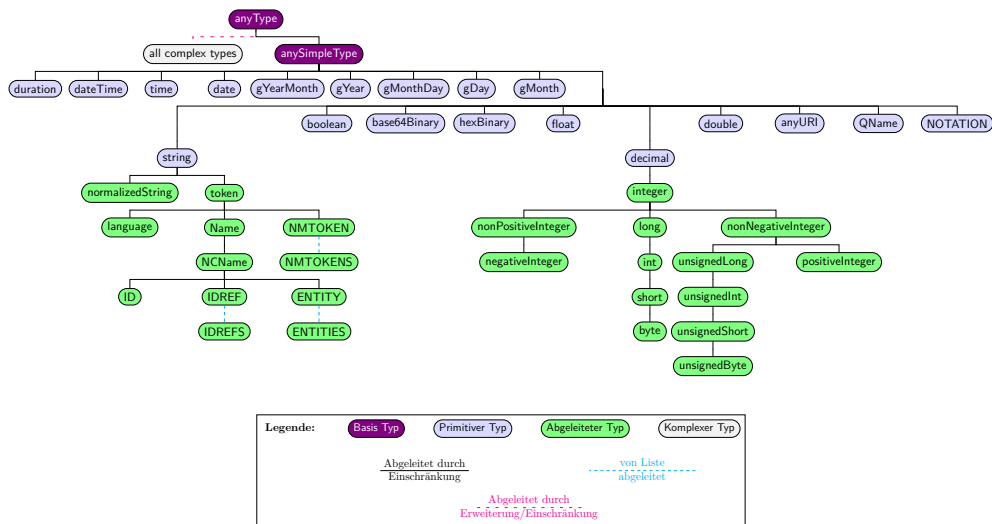 anyType
all complex types
anySimpleType
duration dateTime time date gYearMonth gYear gMonthDay gDay gMonth
boolean base64Binary hexBinary float double anyURI QName NOTATION
string decimal
normalizedString token integer
language Name NMTOKEN nonPositiveInteger long nonNegativeInteger
NCName NMTOKENS negativeInteger int unsignedLong positiveInteger
ID IDREF ENTITY short unsignedInt
IDREFS ENTITIES byte unsignedShort
unsignedByte
Legende: Basis Typ Primitiver Typ Abgeleiteter Typ Komplexer Typ
Abgeleitet durch von Liste
Einschränkung abgeleitet
Abgeleitet durch
Erweiterung/Einschränkung